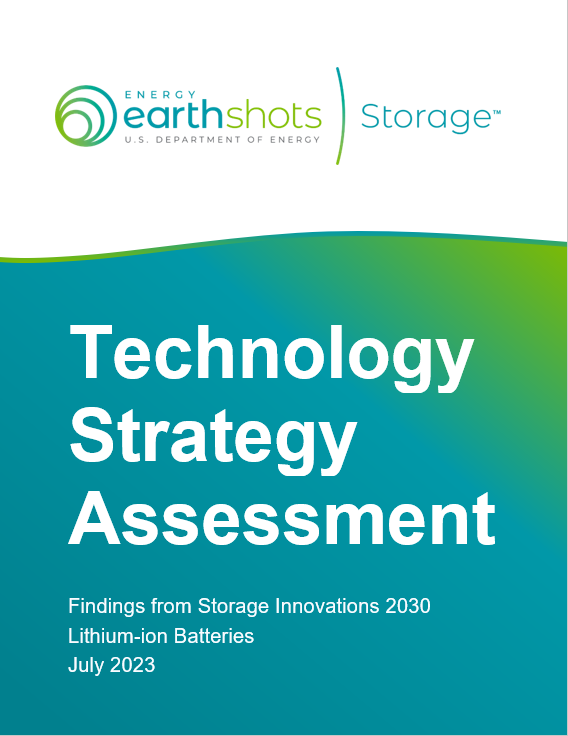 ENERGY
earthshots
U.S. DEPARTMENT OF ENERGY
Storage™
Technology
Strategy
Assessment
Findings from Storage Innovations 2030
Lithium-ion Batteries
July 2023